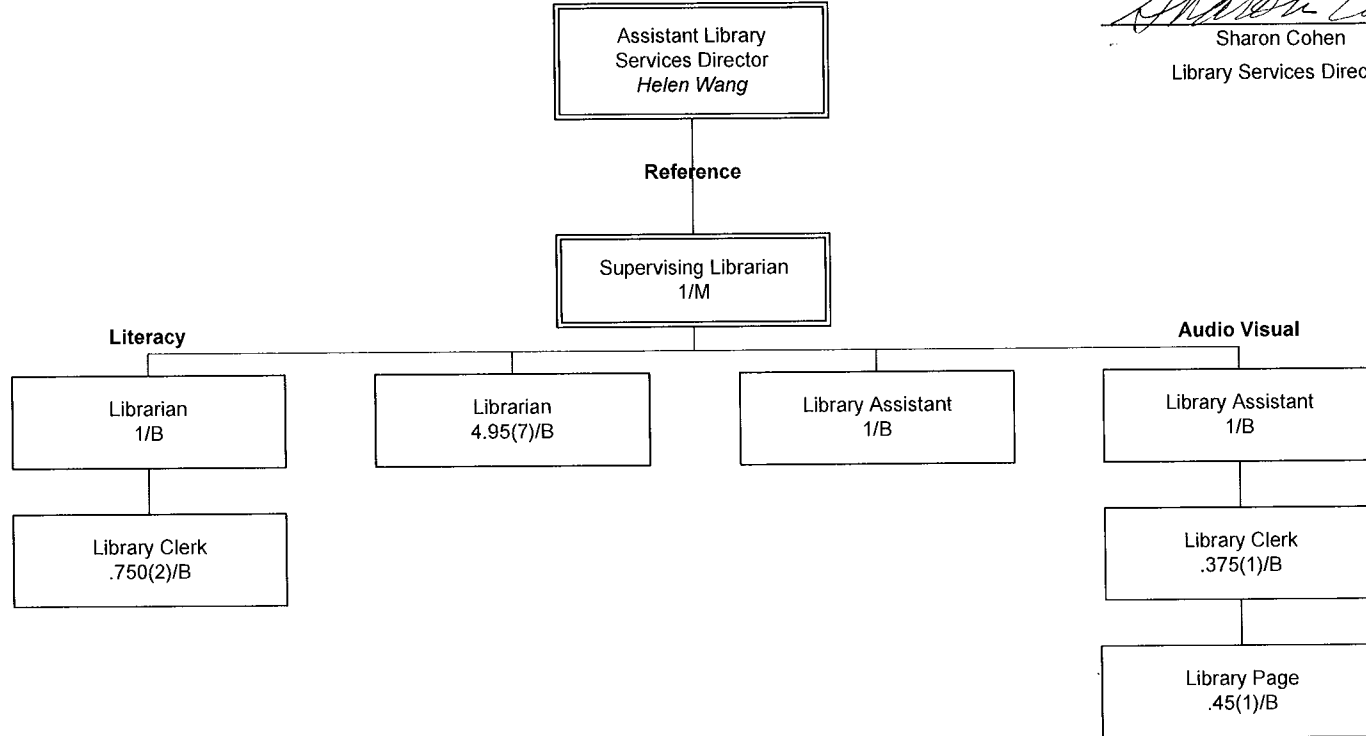 Assistant Library
Services Director
Helen Wang
Sharon Cohen
Library Services Direc
Reference
Supervising Librarian
1/M
Literacy
Audio Visual
Librarian
1/B
Librarian
4.95(7)/B
Library Assistant
1/B
Library Assistant
1/B
Library Clerk
.750(2)/B
Library Clerk
.375(1)/B
Library Page
.45(1)/B